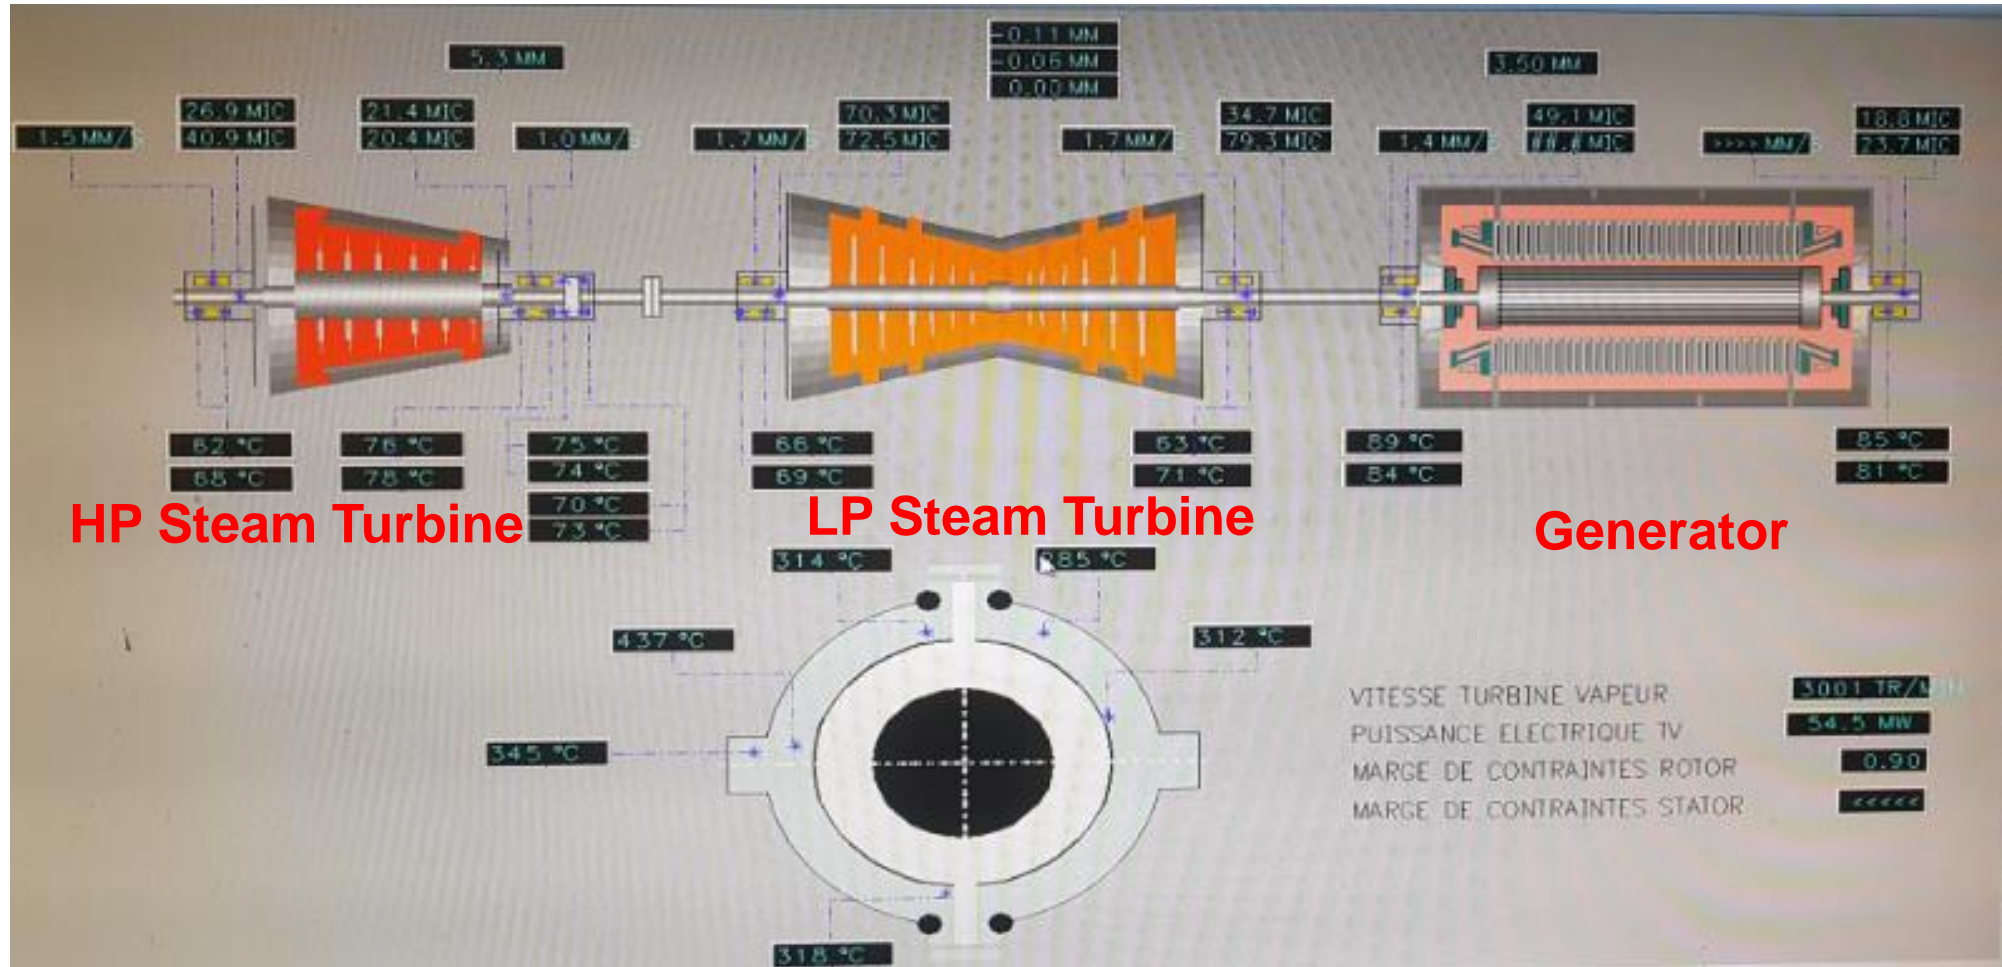 -0.11 MM
5.3 MM
-0.06 MM
3.50 MM
0.00 MM
26.9 MIC
21.4 MIC
70.3 MIC
34.7 MIC
49.1 MIC
18.8 MIC
1.5 MM/
40.9 MIC
20.4 MIC
1.0 MM/
1.7 MM/
72.5 MIC
1.7 MM/
79.3 MIC
1.4 MM/
##.# MIC
>>>> MM/
23.7 MIC
76 °C
75 °C
66 °C
63 °C
89 °C
85 °C
68 °C
78 °C
74 °C
69 °C
71 °C
84 °C
81 °C
70 °C
73 °C
HP Steam Turbine
LP Steam Turbine
Generator
314 °C
85 °C
437 °C
312 °C
345 °C
318 °C
VITESSE TURBINE VAPEUR 3001 TR/
PUISSANCE ELECTRIQUE TV 54.5 MW
MARGE DE CONTRAINTES ROTOR 0.90
MARGE DE CONTRAINTES STATOR <<<<<